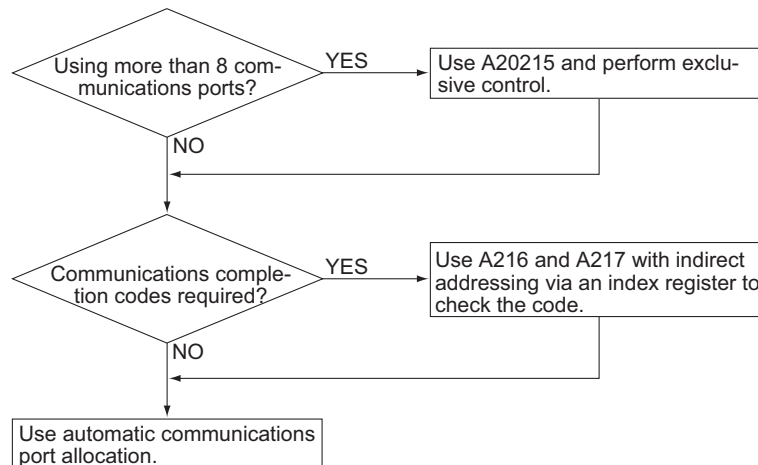 Using more than 8 com-
munications ports?
YES
Use A20215 and perform exclu-
sive control.
NO
Communications comple-
tion codes required?
YES
Use A216 and A217 with indirect
addressing via an index register to
check the code.
NO
Use automatic communications
port allocation.